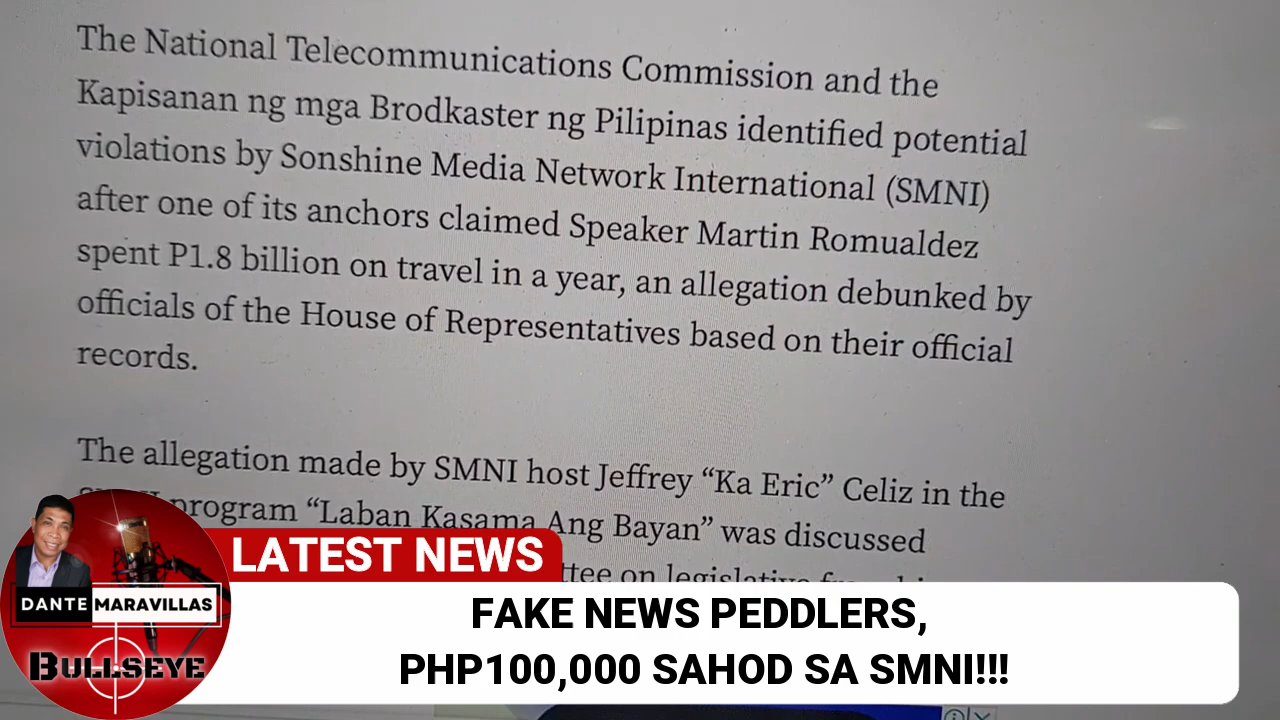 The National Telecommunications Commission and the
Kapisanan ng mga Brodkaster ng Pilipinas identified potential
violations by Sonshine Media Network International (SMNI)
after one of its anchors claimed Speaker Martin Romualdez
spent P1.8 billion on travel in a year, an allegation debunked by
officials of the House of Representatives based on their official
records.
The allegation made by SMNI host Jeffrey “Ka Eric” Celiz in the
program “Laban Kasama Ang Bayan” was discussed
on legislative
LATEST NEWS
DANTE MARAVILLAS
BULLSEYE
FAKE NEWS PEDDLERS,
PHP100,000 SAHOD SA SMNI!!!